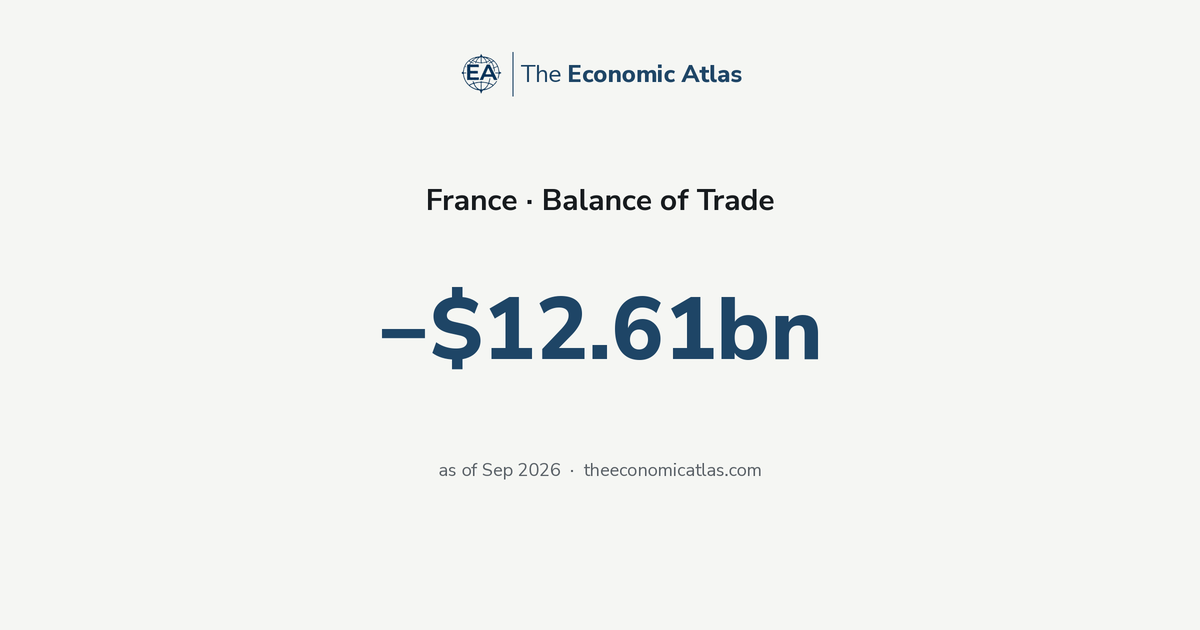 EA The Economic Atlas
France · Balance of Trade
−$12.61bn
as of Sep 2026 · theeconomicatlas.com